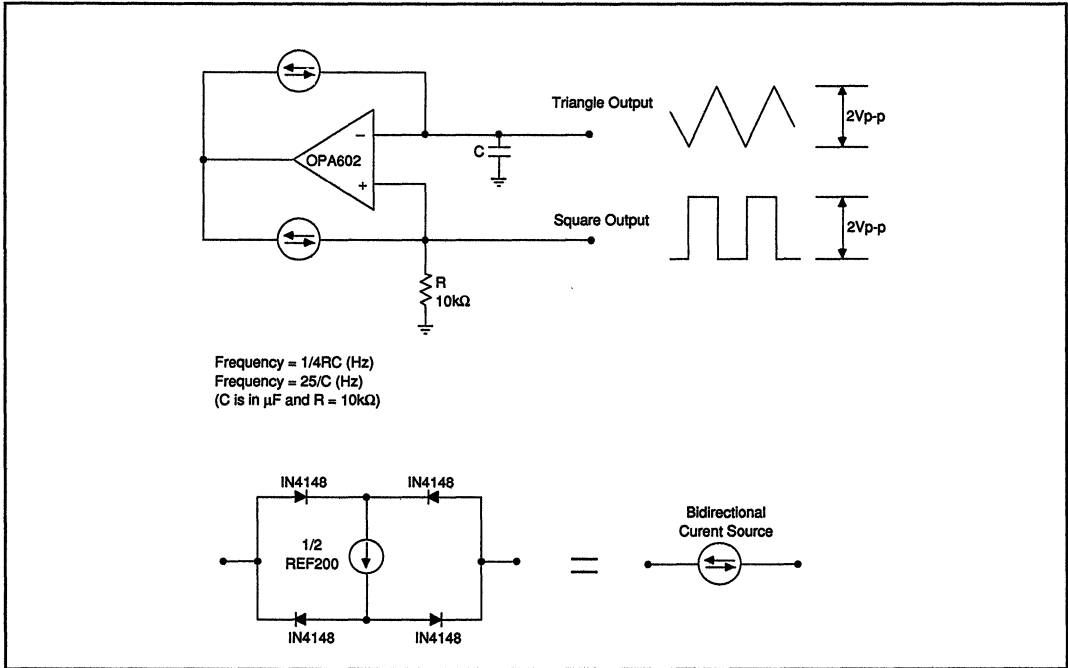 Triangle Output
2Vp-p
−
OPA602
+
C
Square Output
2Vp-p
R
10kΩ
Frequency = 1/4RC (Hz)
Frequency = 25/C (Hz)
(C is in µF and R = 10kΩ)
IN4148
IN4148
1/2
REF200
IN4148
IN4148
=
Bidirectional
Curent Source